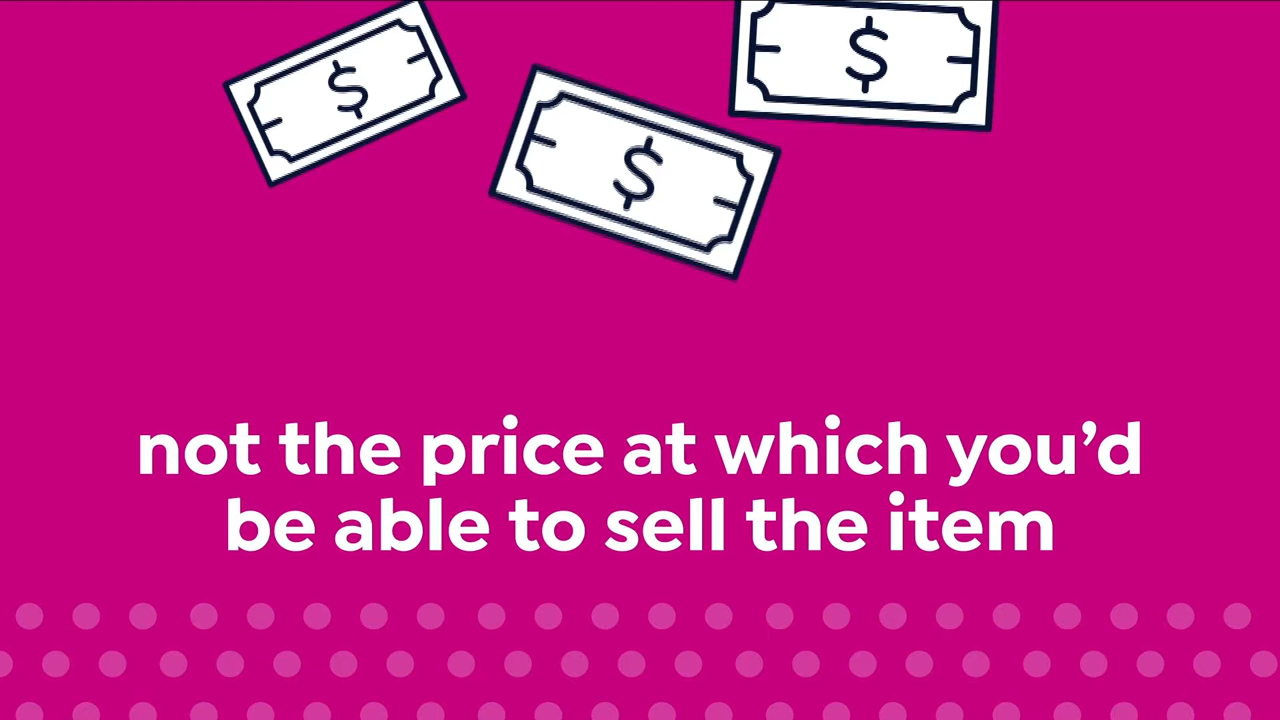 $
$
$
not the price at which you’d
be able to sell the item